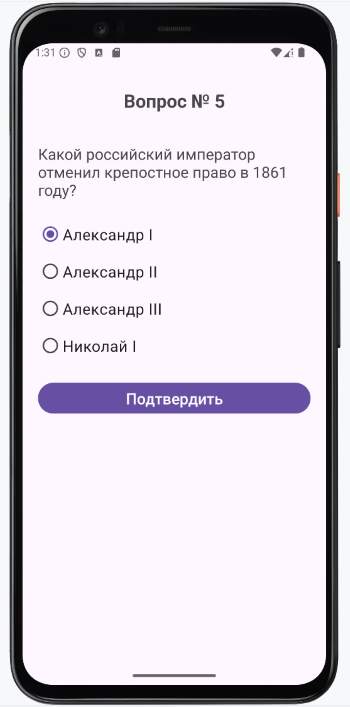 1:31
Вопрос № 5
Какой российский император
отменил крепостное право в 1861
году?
Александр I
Александр II
Александр III
Николай I
Подтвердить